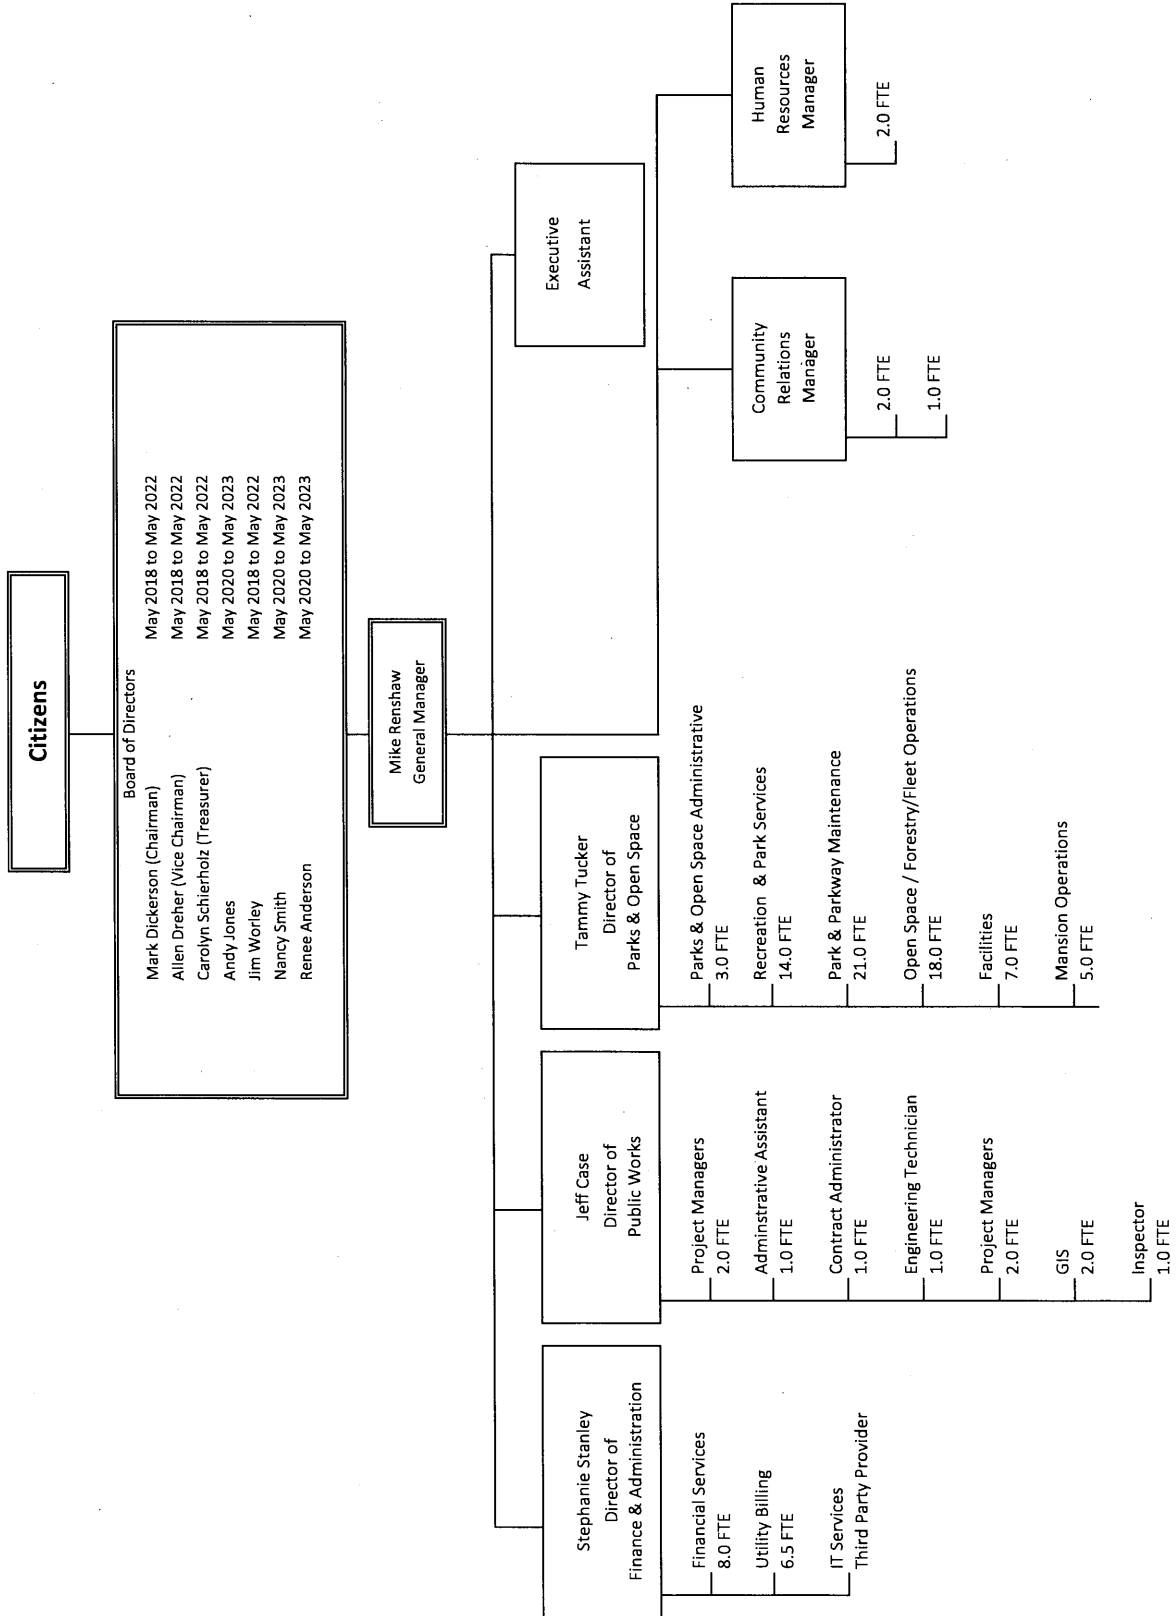 Citizens
Board of Directors
Mark Dickerson (Chairman) May 2018 to May 2022
Allen Dreher (Vice Chairman) May 2018 to May 2022
Carolyn Schierholz (Treasurer) May 2018 to May 2022
Andy Jones May 2020 to May 2023
Jim Worley May 2018 to May 2022
Nancy Smith May 2020 to May 2023
Renee Anderson May 2020 to May 2023
Mike Renshaw
General Manager
Executive
Assistant
Stephanie Stanley
Director of
Finance & Administration
Financial Services
8.0 FTE
Utility Billing
6.5 FTE
IT Services
Third Party Provider
Jeff Case
Director of
Public Works
Project Managers
2.0 FTE
Adminstrative Assistant
1.0 FTE
Contract Administrator
1.0 FTE
Engineering Technician
1.0 FTE
Project Managers
2.0 FTE
GIS
2.0 FTE
Inspector
1.0 FTE
Tammy Tucker
Director of
Parks & Open Space
Parks & Open Space Administrative
3.0 FTE
Recreation & Park Services
14.0 FTE
Park & Parkway Maintenance
21.0 FTE
Open Space / Forestry/Fleet Operations
18.0 FTE
Facilities
7.0 FTE
Mansion Operations
5.0 FTE
Community
Relations
Manager
2.0 FTE
1.0 FTE
Human
Resources
Manager
2.0 FTE